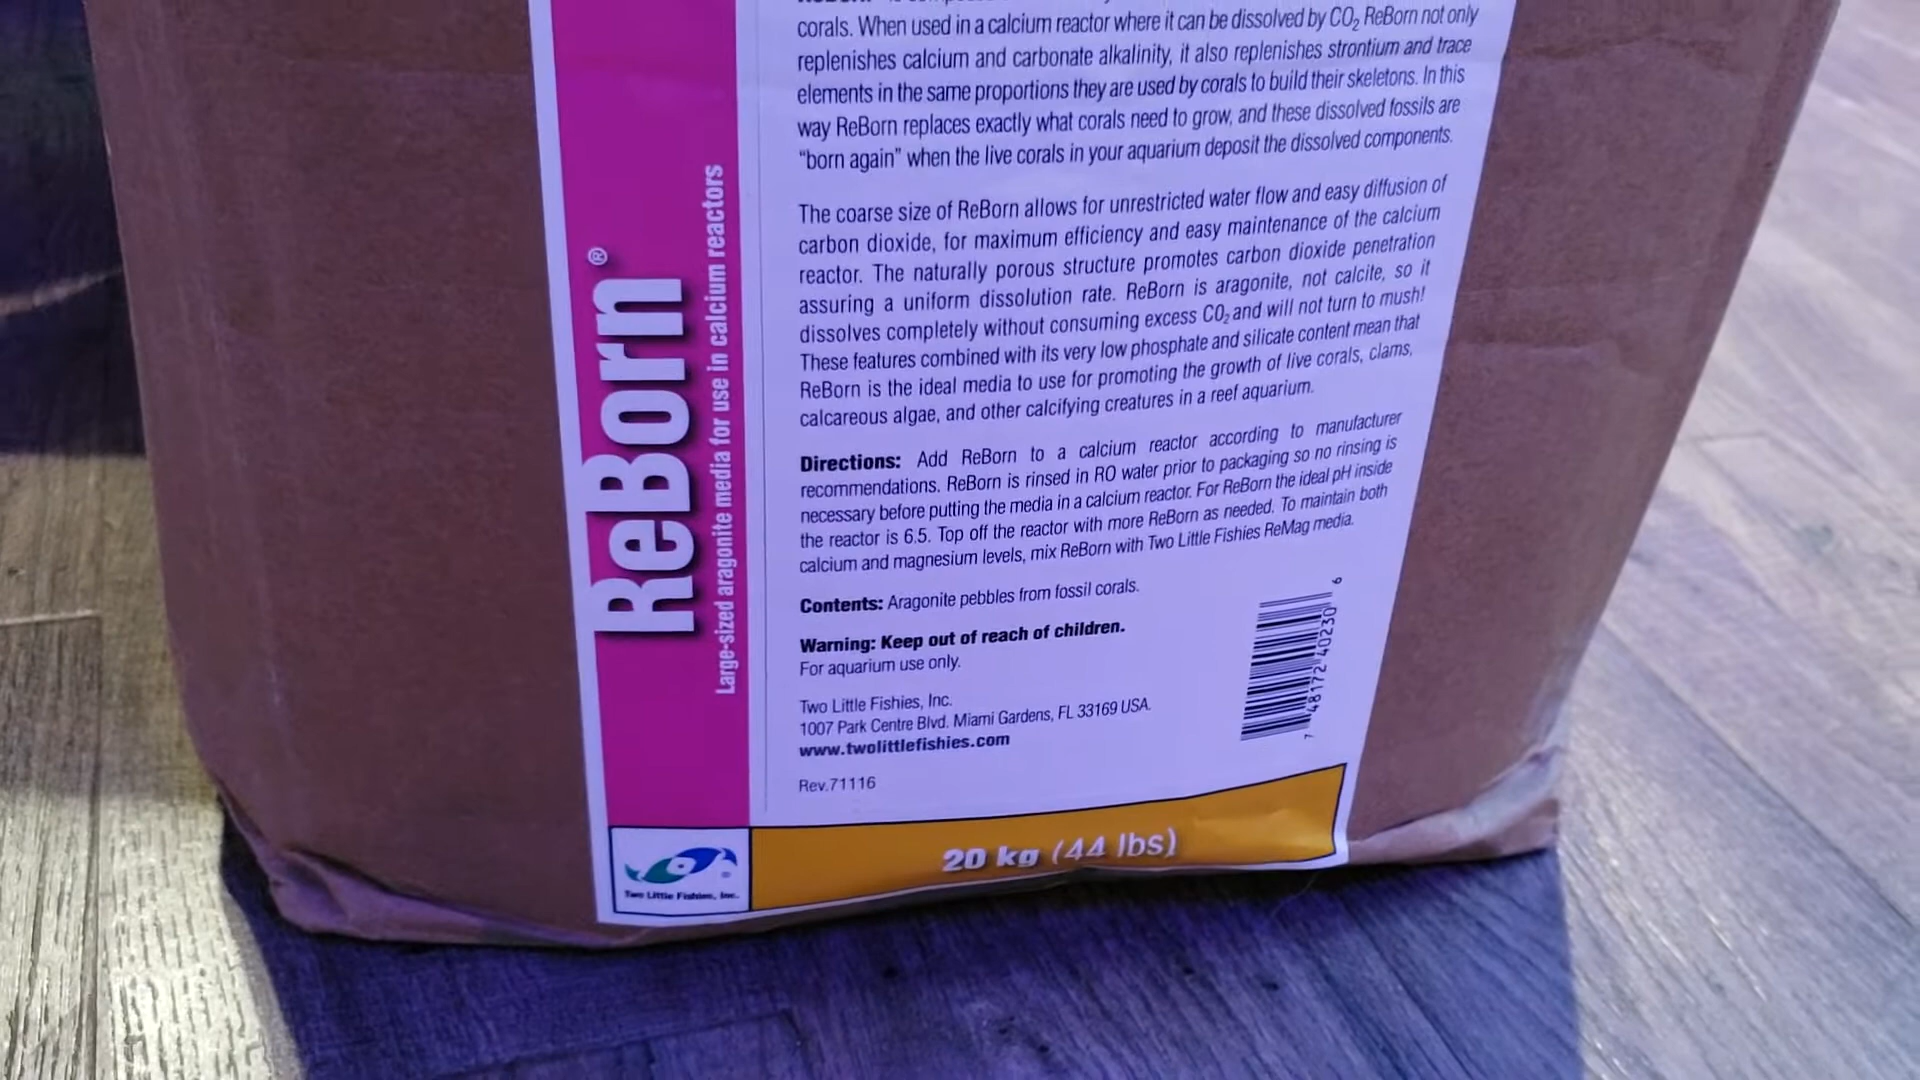 corals. When used in a calcium reactor where it can be dissolved by CO2 ReBorn not only
replenishes calcium and carbonate alkalinity, it also replenishes strontium and trace
elements in the same proportions they are used by corals to build their skeletons. In this
way ReBorn replaces exactly what corals need to grow, and these dissolved fossils are
"born again" when the live corals in your aquarium deposit the dissolved components.
The coarse size of ReBorn allows for unrestricted water flow and easy diffusion of
carbon dioxide, for maximum efficiency and easy maintenance of the calcium
reactor. The naturally porous structure promotes carbon dioxide penetration
assuring a uniform dissolution rate. ReBorn is aragonite, not calcite, so it
dissolves completely without consuming excess CO2 and will not turn to mush!
These features combined with its very low phosphate and silicate content mean that
ReBorn is the ideal media to use for promoting the growth of live corals, clams,
calcareous algae, and other calcifying creatures in a reef aquarium.
Directions: Add ReBorn to a calcium reactor according to manufacturer
recommendations. ReBorn is rinsed in RO water prior to packaging so no rinsing is
necessary before putting the media in a calcium reactor. For ReBorn the ideal pH inside
the reactor is 6.5. Top off the reactor with more ReBorn as needed. To maintain both
calcium and magnesium levels, mix ReBorn with Two Little Fishies ReMag media.
Contents: Aragonite pebbles from fossil corals.
Warning: Keep out of reach of children.
For aquarium use only.
Two Little Fishies, Inc.
1007 Park Centre Blvd. Miami Gardens, FL 33169 USA.
www.twolittlefishies.com
Rev.71116
7 48172 40230 6
ReBorn®
Large-sized aragonite media for use in calcium reactors
Two Little Fishies, Inc.
20 kg (44 lbs)